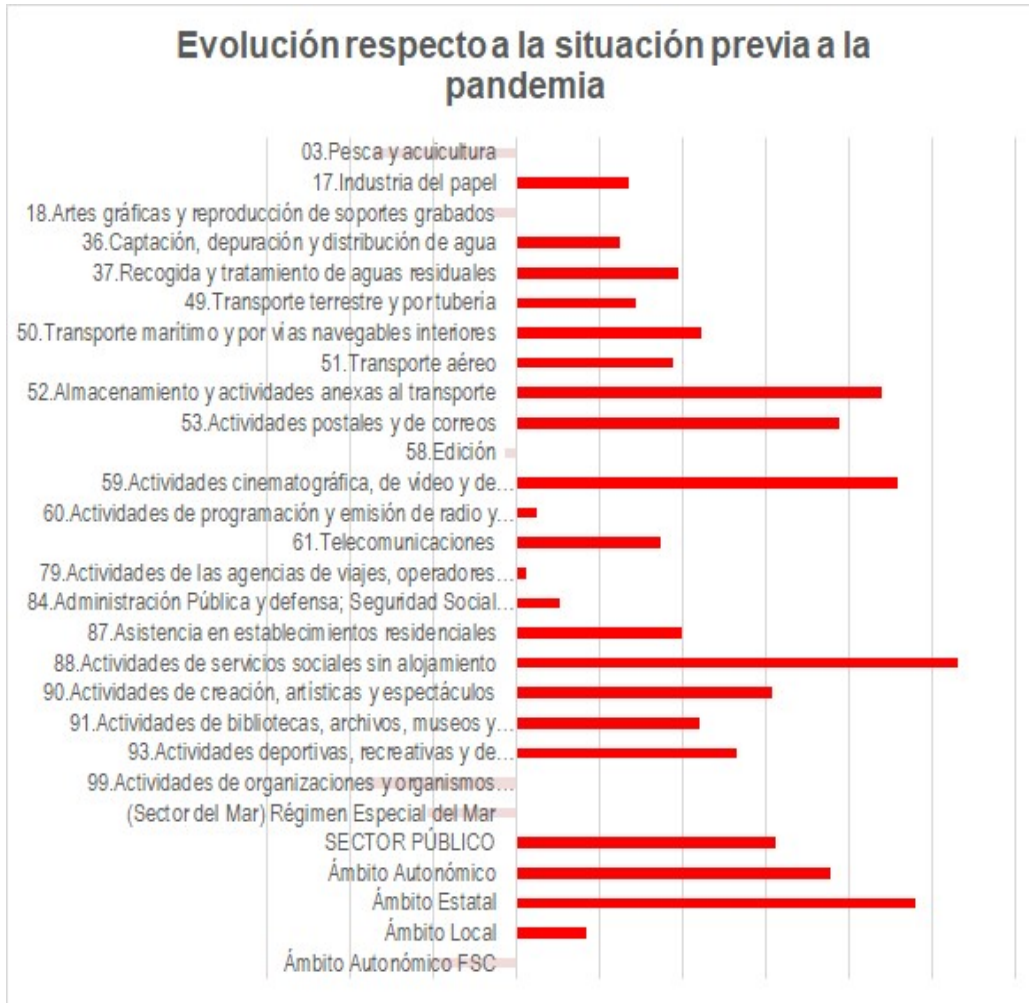 Evolución respecto a la situación previa a la
pandemia
03.Pesca y acuicultura
17.Industria del papel
18.Artes gráficas y reproducción de soportes grabados
36.Captación, depuración y distribución de agua
37.Recogida y tratamiento de aguas residuales
49.Transporte terrestre y por tubería
50.Transporte marítimo y por vías navegables interiores
51.Transporte aéreo
52.Almacenamiento y actividades anexas al transporte
53.Actividades postales y de correos
58.Edición
59.Actividades cinematográfica, de vídeo y de...
60.Actividades de programación y emisión de radio y...
61.Telecomunicaciones
79.Actividades de las agencias de viajes, operadores...
84.Administración Pública y defensa; Seguridad Social...
87.Asistencia en establecimientos residenciales
88.Actividades de servicios sociales sin alojamiento
90.Actividades de creación, artísticas y espectáculos
91.Actividades de bibliotecas, archivos, museos y...
93.Actividades deportivas, recreativas y de...
99.Actividades de organizaciones y organismos...
(Sector del Mar) Régimen Especial del Mar
SECTOR PÚBLICO
Ámbito Autonómico
Ámbito Estatal
Ámbito Local
Ámbito Autonómico FSC